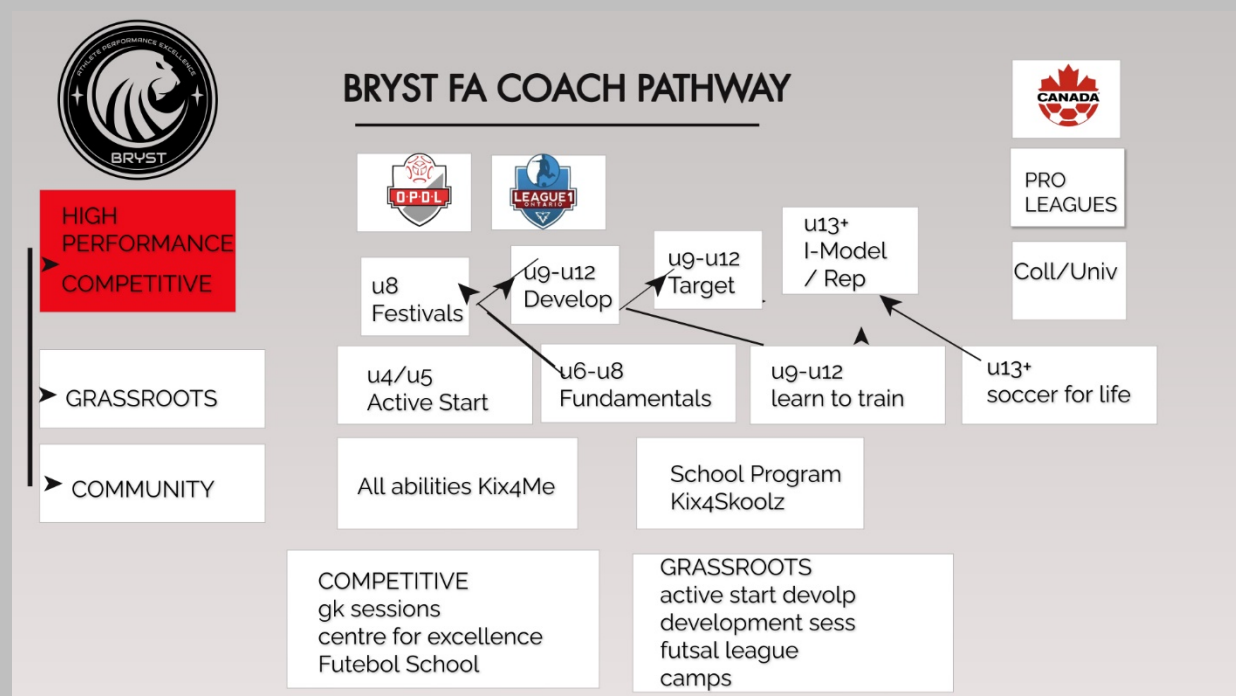 ATHLETE PERFORMANCE EXCELLENCE
BRYST
BRYST FA COACH PATHWAY
CANADA
O·P·D·L
LEAGUE1
ONTARIO
PRO
LEAGUES
HIGH
PERFORMANCE
COMPETITIVE
u8
Festivals
u9-u12
Develop
u9-u12
Target
u13+
I-Model
/ Rep
Coll/Univ
GRASSROOTS
u4/u5
Active Start
u6-u8
Fundamentals
u9-u12
learn to train
u13+
soccer for life
COMMUNITY
All abilities Kix4Me
School Program
Kix4Skoolz
COMPETITIVE
gk sessions
centre for excellence
Futebol School
GRASSROOTS
active start devolp
development sess
futsal league
camps